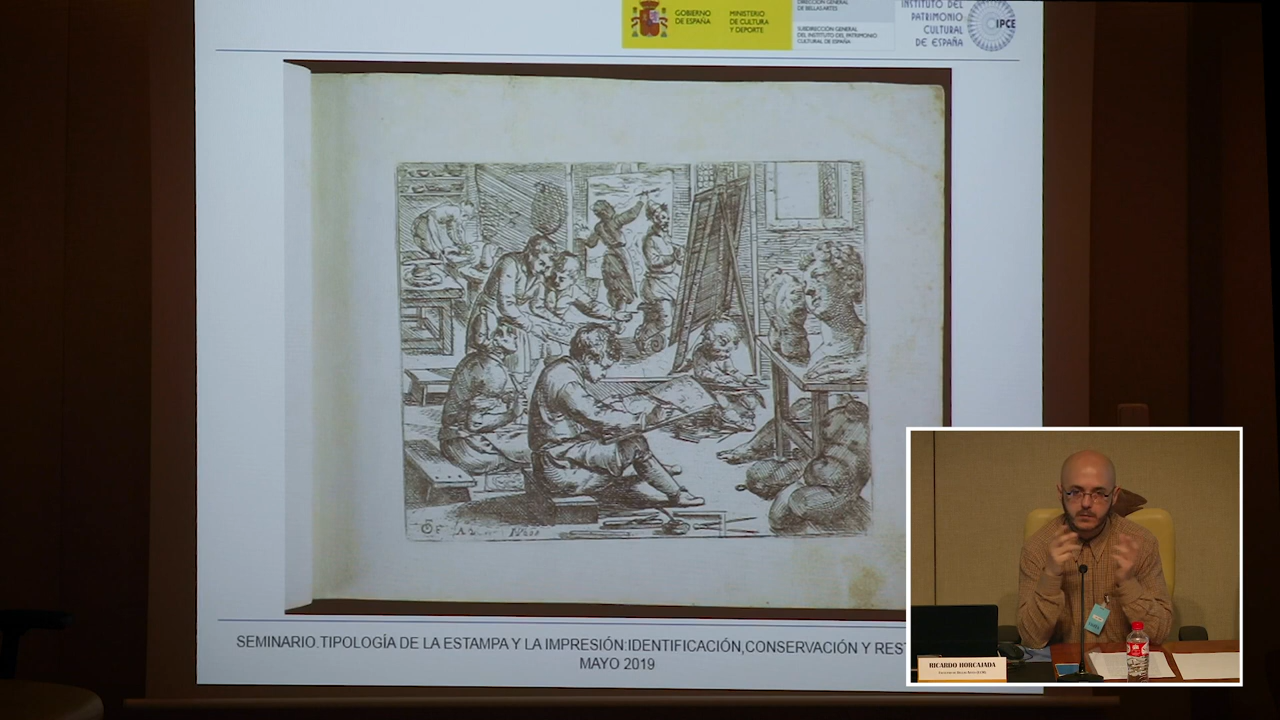 GOBIERNO
DE ESPAÑA
MINISTERIO
DE CULTURA
Y DEPORTE
DIRECCIÓN GENERAL
DE BELLAS ARTES
SUBDIRECCIÓN GENERAL
DEL INSTITUTO DEL PATRIMONIO
CULTURAL DE ESPAÑA
INSTITUTO DEL
PATRIMONIO
CULTURAL
DE ESPAÑA
IPCE
SEMINARIO.TIPOLOGÍA DE LA ESTAMPA Y LA IMPRESIÓN:IDENTIFICACIÓN,CONSERVACIÓN Y REST
MAYO 2019
RICARDO HORCAJADA